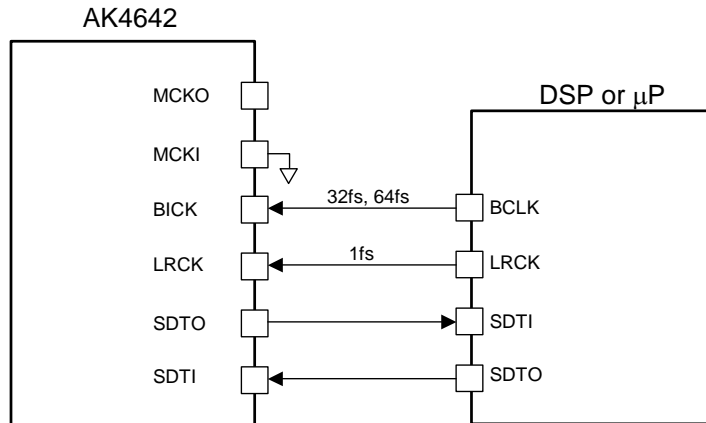 AK4642
DSP or μP
MCKO
MCKI
BICK
32fs, 64fs
BCLK
LRCK
1fs
LRCK
SDTO
SDTI
SDTI
SDTO